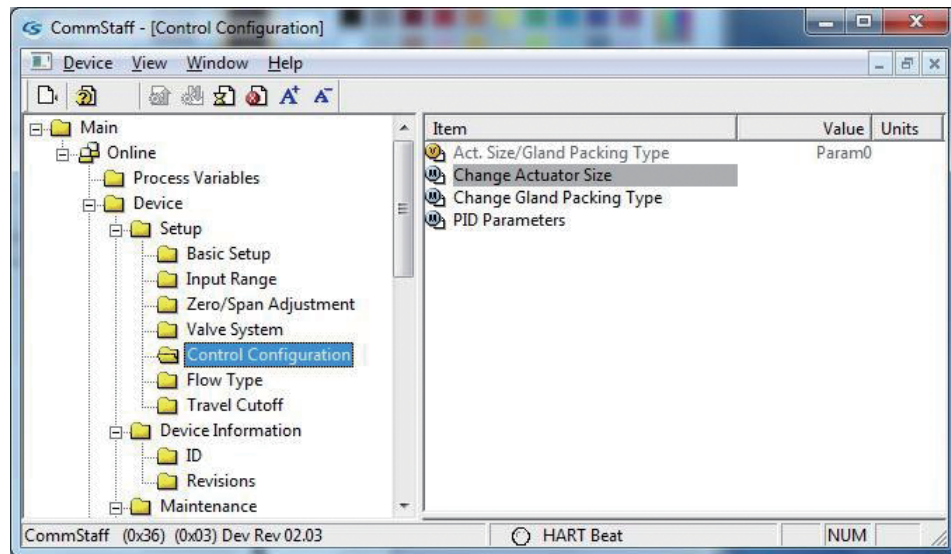 CommStaff - [Control Configuration]
Device View Window Help
Main
Online
Process Variables
Device
Setup
Basic Setup
Input Range
Zero/Span Adjustment
Valve System
Control Configuration
Flow Type
Travel Cutoff
Device Information
ID
Revisions
Maintenance
Item Value Units
Act. Size/Gland Packing Type Param0
Change Actuator Size
Change Gland Packing Type
PID Parameters
CommStaff (0x36) (0x03) Dev Rev 02.03 HART Beat NUM